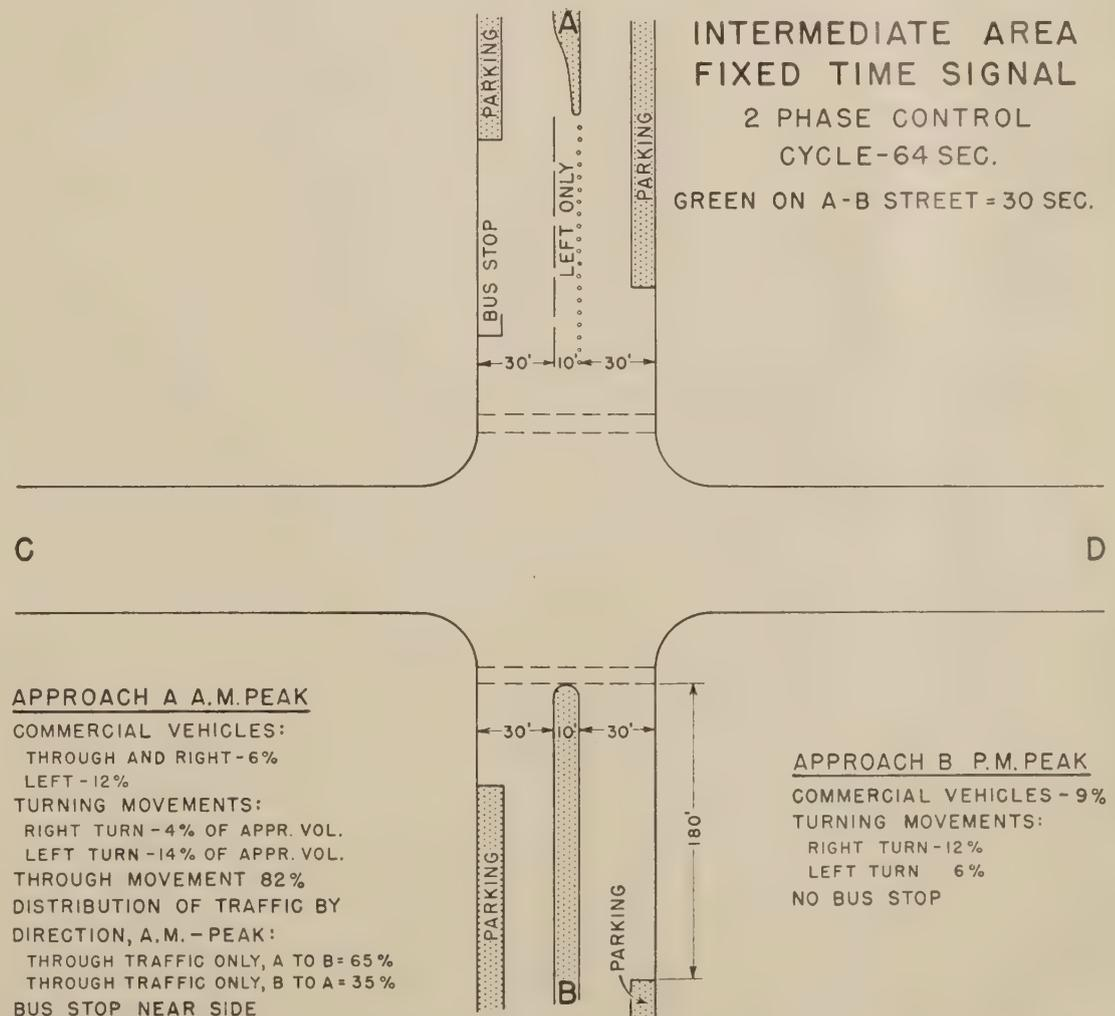 INTERMEDIATE AREA
FIXED TIME SIGNAL
2 PHASE CONTROL
CYCLE-64 SEC.
GREEN ON A-B STREET = 30 SEC.
A
PARKING
LEFT ONLY
PARKING
BUS STOP
30'
10'
30'
C
D
APPROACH A A.M. PEAK
COMMERCIAL VEHICLES:
THROUGH AND RIGHT-6%
LEFT-12%
TURNING MOVEMENTS:
RIGHT TURN-4% OF APPR. VOL.
LEFT TURN-14% OF APPR. VOL.
THROUGH MOVEMENT 82%
DISTRIBUTION OF TRAFFIC BY
DIRECTION, A.M.-PEAK:
THROUGH TRAFFIC ONLY, A TO B=65%
THROUGH TRAFFIC ONLY, B TO A=35%
BUS STOP NEAR SIDE
30'
10'
30'
180'
PARKING
PARKING
B
APPROACH B P.M. PEAK
COMMERCIAL VEHICLES-9%
TURNING MOVEMENTS:
RIGHT TURN-12%
LEFT TURN 6%
NO BUS STOP